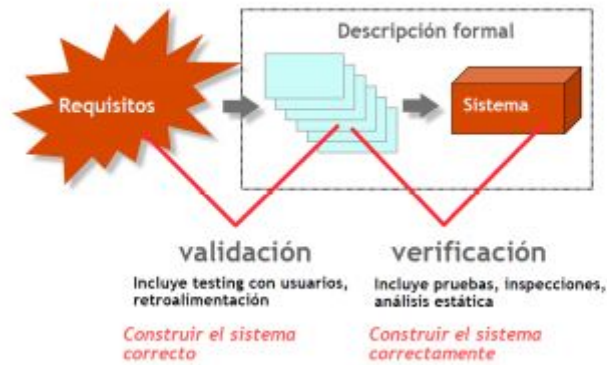 Descripción formal
Requisitos
Sistema
validación
Incluye testing con usuarios,
retroalimentación
Construir el sistema
correcto
verificación
Incluye pruebas, inspecciones,
análisis estática
Construir el sistema
correctamente